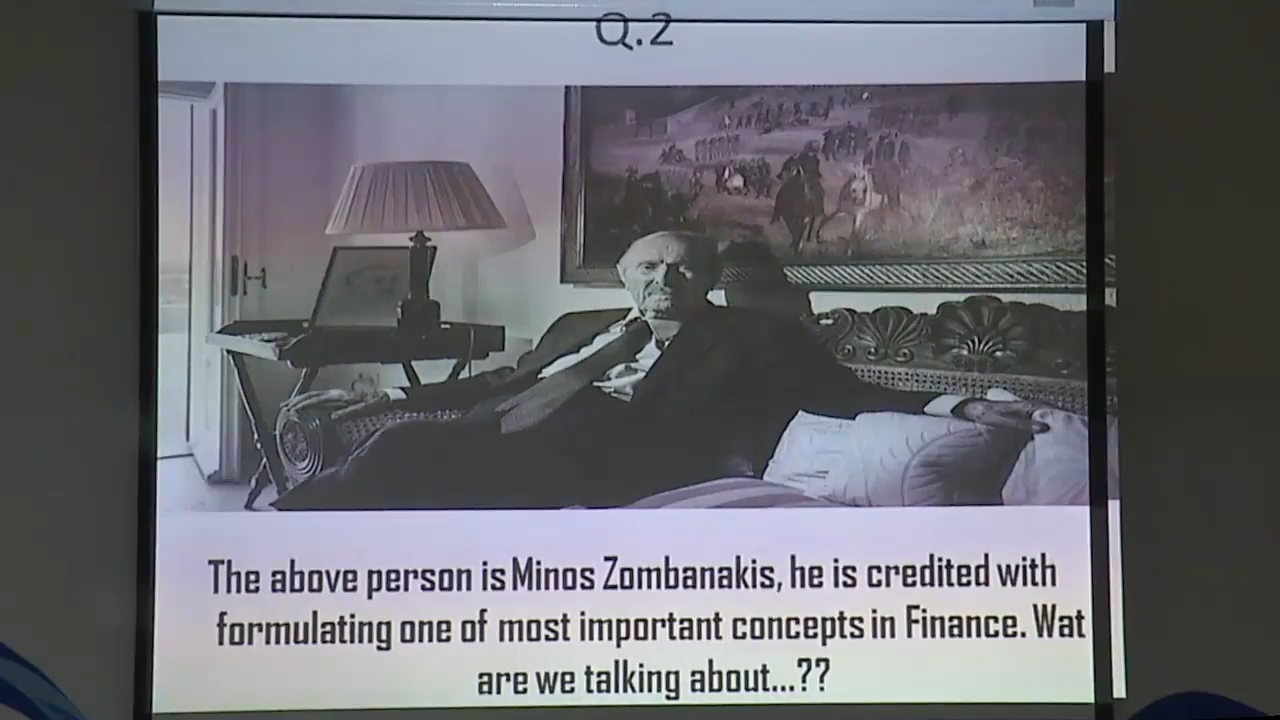 Q.2
The above person is Minos Zombanakis, he is credited with
formulating one of most important concepts in Finance. Wat
are we talking about...??